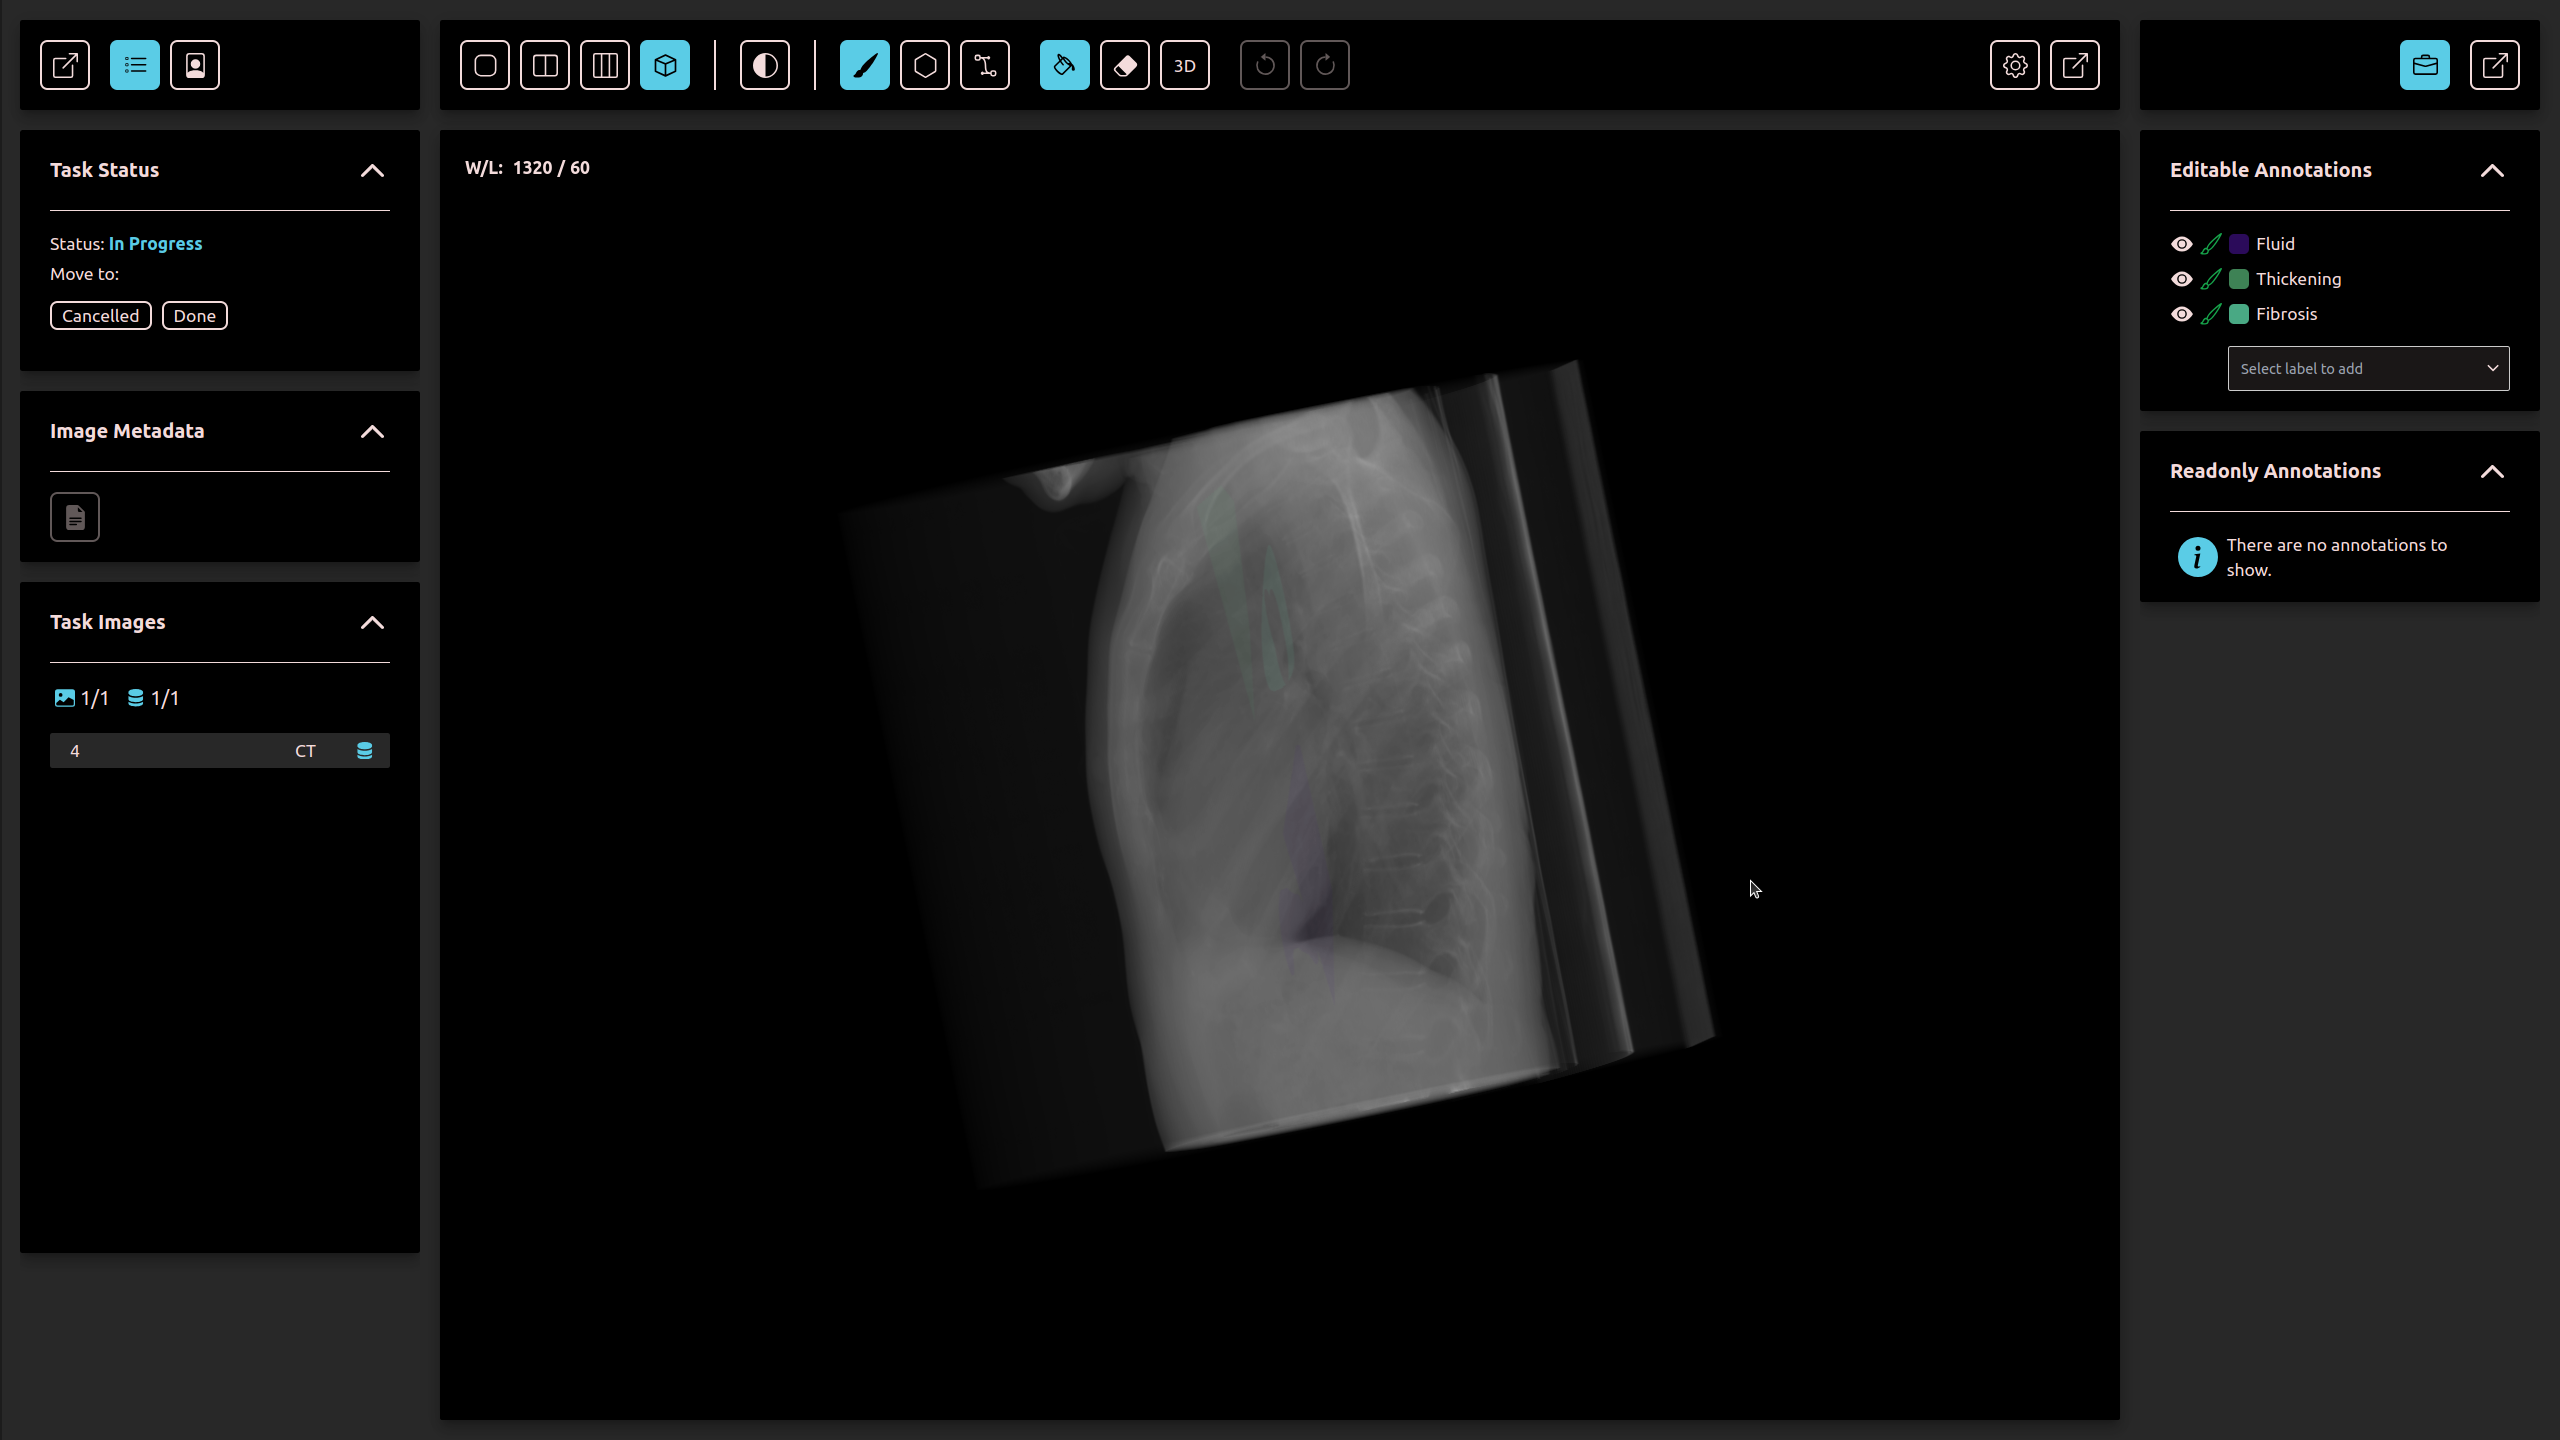 3D
Task Status
Status: In Progress
Move to:
Cancelled Done
Image Metadata
Task Images
1/1 1/1
4 CT
W/L: 1320 / 60
Editable Annotations
Fluid
Thickening
Fibrosis
Select label to add
Readonly Annotations
There are no annotations to
show.